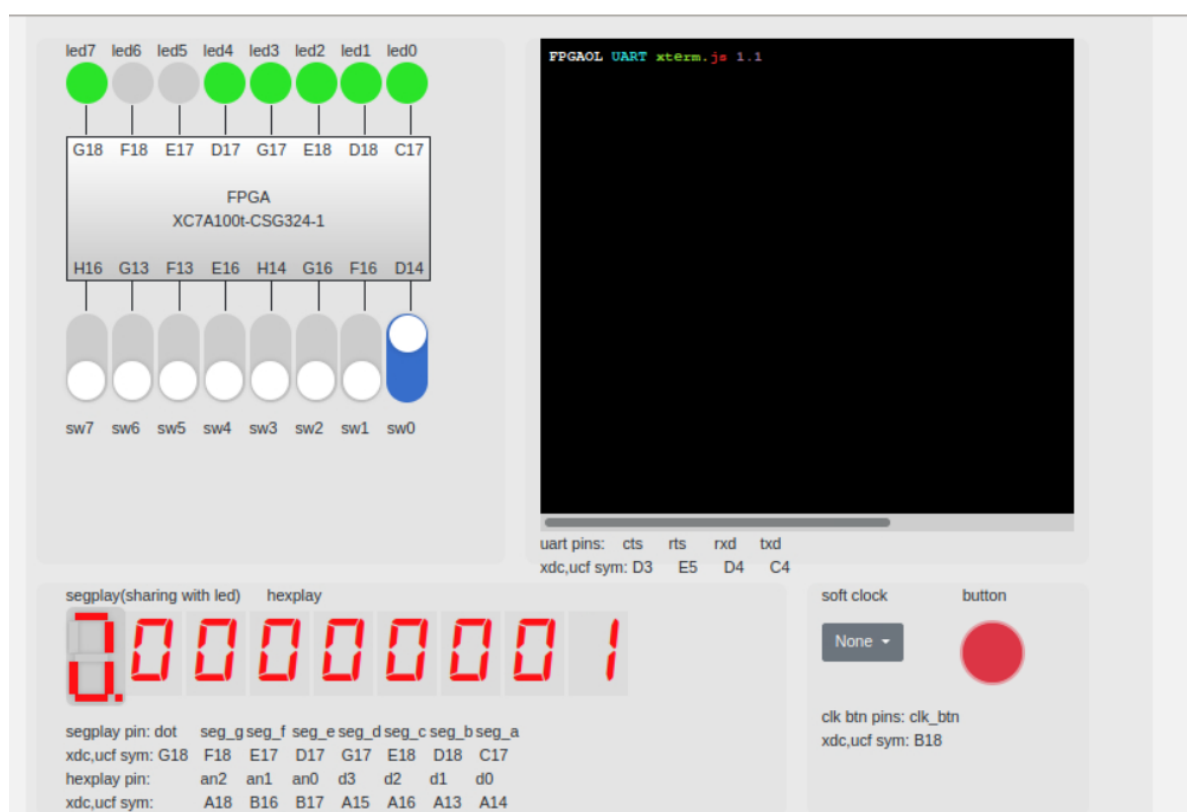 led7 led6 led5 led4 led3 led2 led1 led0
G18 F18 E17 D17 G17 E18 D18 C17
FPGA
XC7A100t-CSG324-1
H16 G13 F13 E16 H14 G16 F16 D14
sw7 sw6 sw5 sw4 sw3 sw2 sw1 sw0
FPGAOL UART xterm.js 1.1
uart pins: cts rts rxd txd
xdc,ucf sym: D3 E5 D4 C4
segplay(sharing with led) hexplay
00000001
segplay pin: dot seg_g seg_f seg_e seg_d seg_c seg_b seg_a
xdc,ucf sym: G18 F18 E17 D17 G17 E18 D18 C17
hexplay pin: an2 an1 an0 d3 d2 d1 d0
xdc,ucf sym: A18 B16 B17 A15 A16 A13 A14
soft clock button
None
clk btn pins: clk_btn
xdc,ucf sym: B18